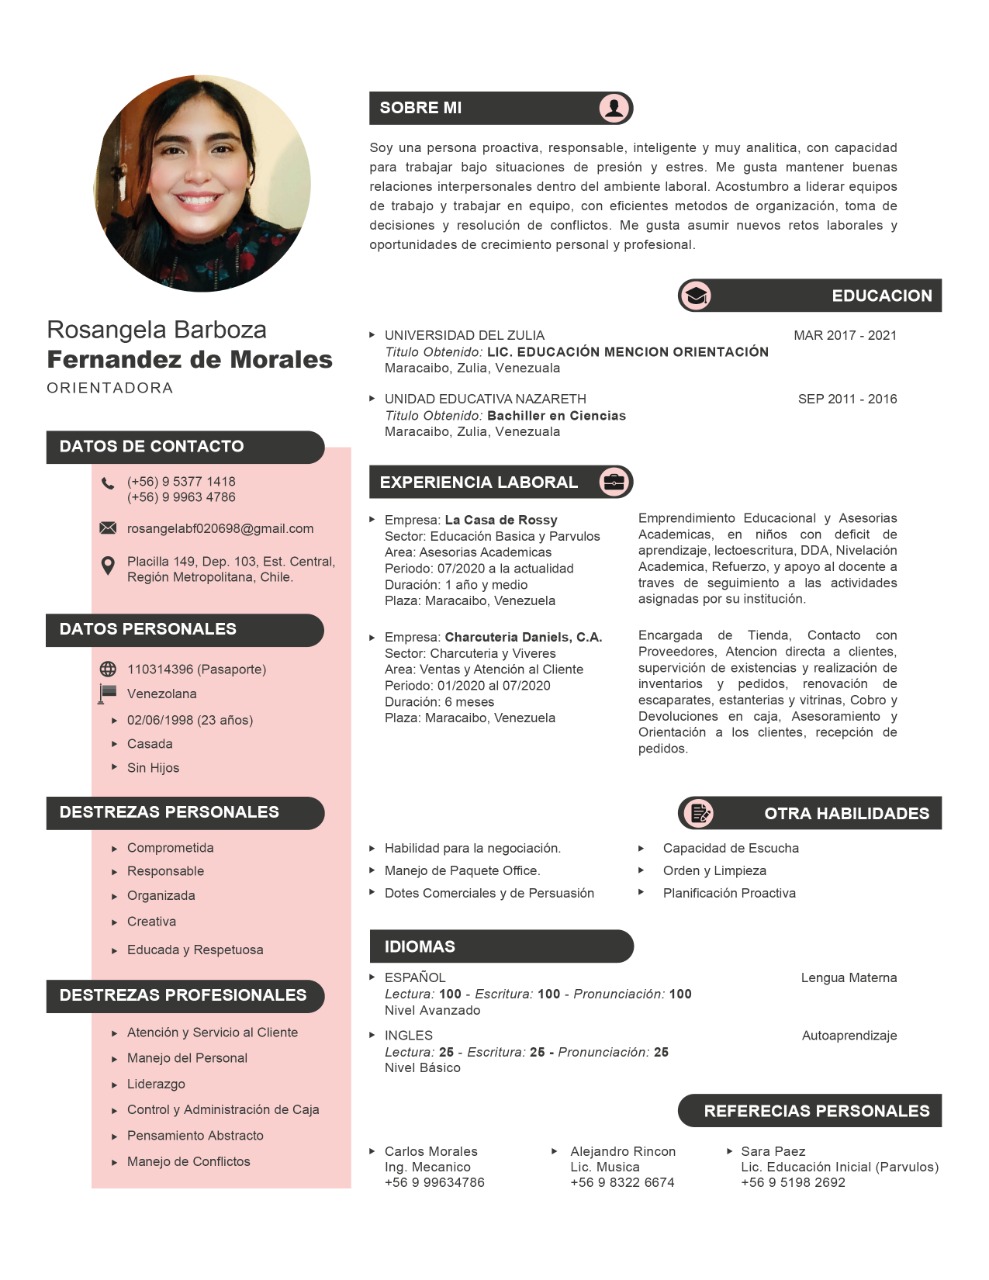 Rosangela Barboza
Fernandez de Morales
ORIENTADORA
DATOS DE CONTACTO
(+56) 9 5377 1418
(+56) 9 9963 4786
rosangelabf020698@gmail.com
Placilla 149, Dep. 103, Est. Central,
Región Metropolitana, Chile.
DATOS PERSONALES
110314396 (Pasaporte)
Venezolana
02/06/1998 (23 años)
Casada
Sin Hijos
DESTREZAS PERSONALES
Comprometida
Responsable
Organizada
Creativa
Educada y Respetuosa
DESTREZAS PROFESIONALES
Atención y Servicio al Cliente
Manejo del Personal
Liderazgo
Control y Administración de Caja
Pensamiento Abstracto
Manejo de Conflictos
SOBRE MI
Soy una persona proactiva, responsable, inteligente y muy analitica, con capacidad
para trabajar bajo situaciones de presión y estres. Me gusta mantener buenas
relaciones interpersonales dentro del ambiente laboral. Acostumbro a liderar equipos
de trabajo y trabajar en equipo, con eficientes metodos de organización, toma de
decisiones y resolución de conflictos. Me gusta asumir nuevos retos laborales y
oportunidades de crecimiento personal y profesional.
EDUCACION
UNIVERSIDAD DEL ZULIA MAR 2017 - 2021
Titulo Obtenido: LIC. EDUCACIÓN MENCION ORIENTACIÓN
Maracaibo, Zulia, Venezuela
UNIDAD EDUCATIVA NAZARETH SEP 2011 - 2016
Titulo Obtenido: Bachiller en Ciencias
Maracaibo, Zulia, Venezuela
EXPERIENCIA LABORAL
Empresa: La Casa de Rossy
Sector: Educación Basica y Parvulos
Area: Asesorias Academicas
Periodo: 07/2020 a la actualidad
Duración: 1 año y medio
Plaza: Maracaibo, Venezuela
Emprendimiento Educacional y Asesorias
Academicas, en niños con deficit de
aprendizaje, lectoescritura, DDA, Nivelación
Academica, Refuerzo, y apoyo al docente a
traves de seguimiento a las actividades
asignadas por su institución.
Empresa: Charcuteria Daniels, C.A.
Sector: Charcuteria y Viveres
Area: Ventas y Atención al Cliente
Periodo: 01/2020 al 07/2020
Duración: 6 meses
Plaza: Maracaibo, Venezuela
Encargada de Tienda, Contacto con
Proveedores, Atencion directa a clientes,
supervición de existencias y realización de
inventarios y pedidos, renovación de
escaparates, estanterias y vitrinas, Cobro y
Devoluciones en caja, Asesoramiento y
Orientación a los clientes, recepción de
pedidos.
OTRA HABILIDADES
Habilidad para la negociación.
Manejo de Paquete Office.
Dotes Comerciales y de Persuasión
Capacidad de Escucha
Orden y Limpieza
Planificación Proactiva
IDIOMAS
ESPAÑOL Lengua Materna
Lectura: 100 - Escritura: 100 - Pronunciación: 100
Nivel Avanzado
INGLES Autoaprendizaje
Lectura: 25 - Escritura: 25 - Pronunciación: 25
Nivel Básico
REFERECIAS PERSONALES
Carlos Morales
Ing. Mecanico
+56 9 99634786
Alejandro Rincon
Lic. Musica
+56 9 8322 6674
Sara Paez
Lic. Educación Inicial (Parvulos)
+56 9 5198 2692